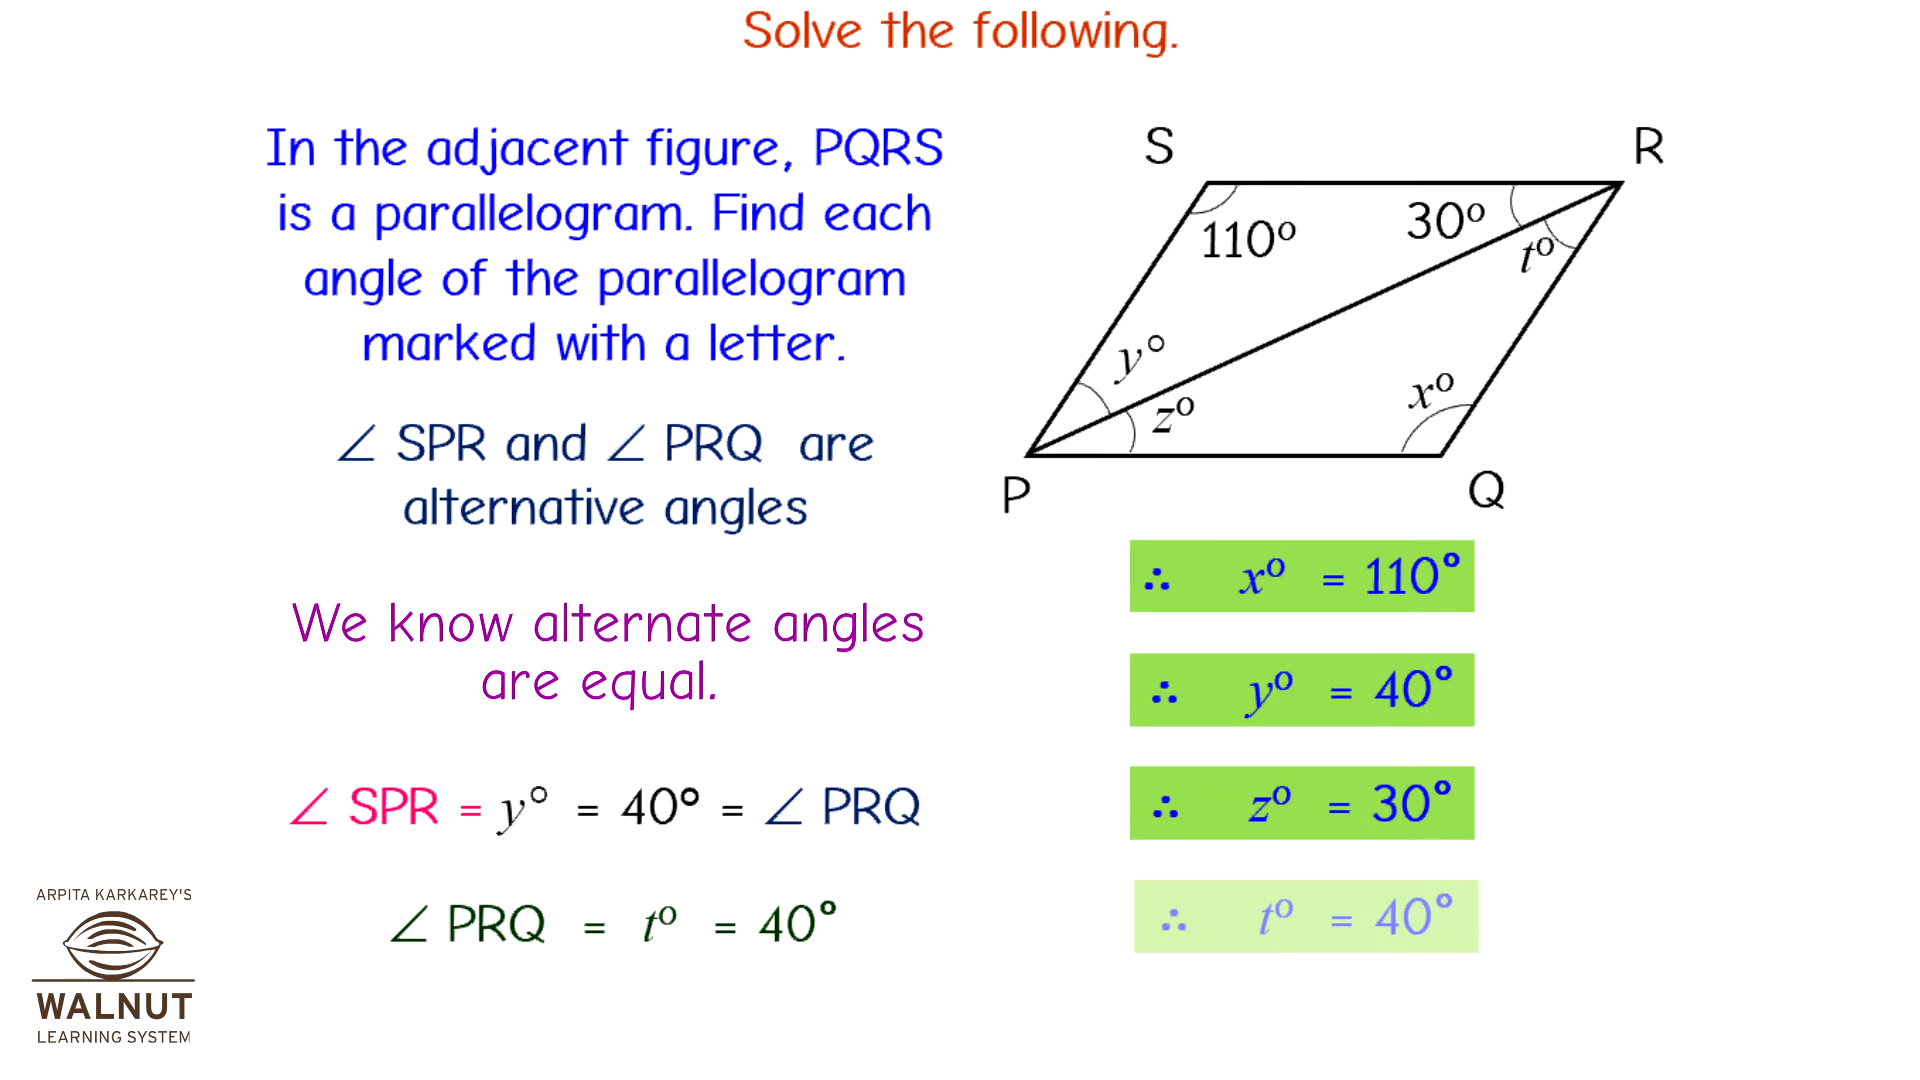 Solve the following.
In the adjacent figure, PQRS
is a parallelogram. Find each
angle of the parallelogram
marked with a letter.
∠ SPR and ∠ PRQ are
alternative angles
We know alternate angles
are equal.
∠ SPR = y° = 40° = ∠ PRQ
∠ PRQ = t° = 40°
S
R
110°
30°
t°
y°
z°
x°
P
Q
∴ x° = 110°
∴ y° = 40°
∴ z° = 30°
∴ t° = 40°
ARPITA KARKAREY'S
WALNUT
LEARNING SYSTEM